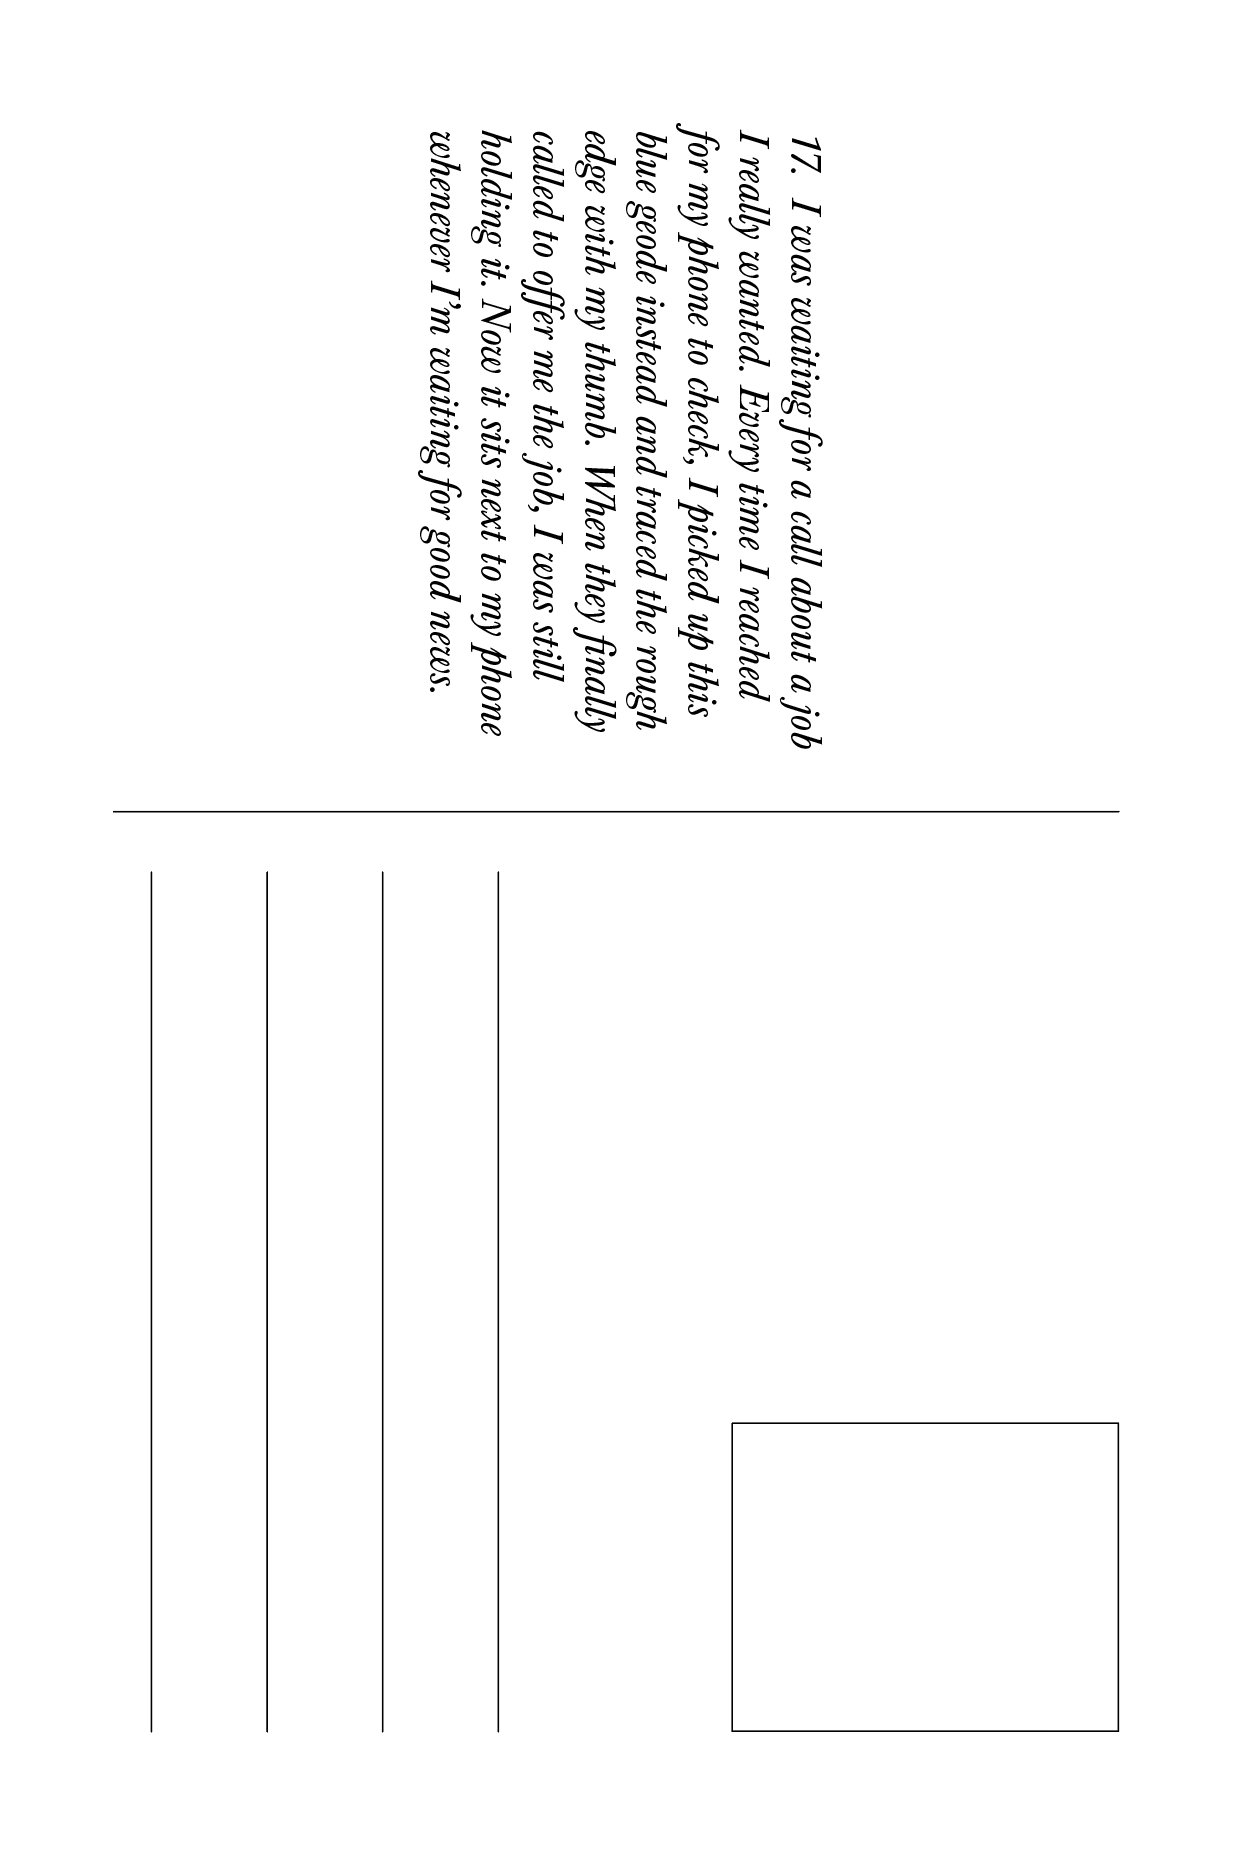 17.  I was waiting for a call about a job
I really wanted. Every time I reached
for my phone to check, I picked up this
blue geode instead and traced the rough
edge with my thumb. When they finally
called to offer me the job, I was still
holding it. Now it sits next to my phone
whenever I’m waiting for good news.